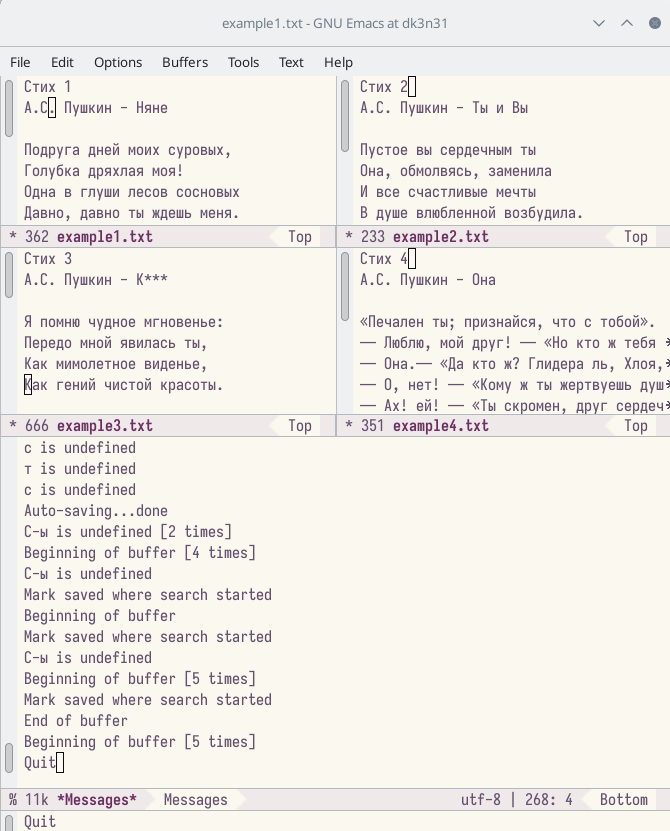 example1.txt - GNU Emacs at dk3n31
File Edit Options Buffers Tools Text Help
Стих 1
А.С. Пушкин - Няне
Подруга дней моих суровых,
Голубка дряхлая моя!
Одна в глуши лесов сосновых
Давно, давно ты ждешь меня.
* 362 example1.txt Top
Стих 2
А.С. Пушкин - Ты и Вы
Пустое вы сердечным ты
Она, обмолвясь, заменила
И все счастливые мечты
В душе влюбленной возбудила.
* 233 example2.txt Top
Стих 3
А.С. Пушкин - К***
Я помню чудное мгновенье:
Передо мной явилась ты,
Как мимолетное виденье,
Как гений чистой красоты.
* 666 example3.txt Top
Стих 4
А.С. Пушкин - Она
«Печален ты; признайся, что с тобой».
— Люблю, мой друг! — «Но кто ж тебя
— Она.— «Да кто ж? Глидера ль, Хлоя,
— О, нет! — «Кому ж ты жертвуешь душ
— Ах! ей! — «Ты скромен, друг сердеч
* 351 example4.txt Top
с is undefined
т is undefined
с is undefined
Auto-saving...done
C-ы is undefined [2 times]
Beginning of buffer [4 times]
C-ы is undefined
Mark saved where search started
Beginning of buffer
Mark saved where search started
C-ы is undefined
Beginning of buffer [5 times]
Mark saved where search started
End of buffer
Beginning of buffer [5 times]
Quit
% 11k *Messages* Messages utf-8 | 268: 4 Bottom
Quit